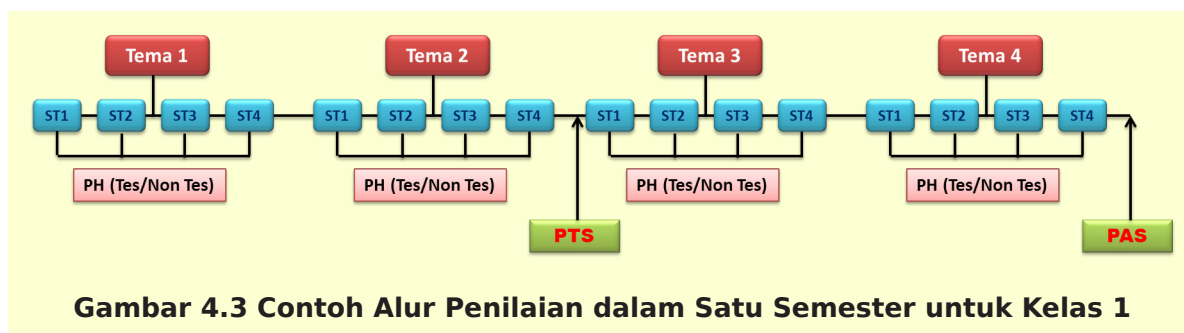 Tema 1 Tema 2 Tema 3 Tema 4
ST1 ST2 ST3 ST4 ST1 ST2 ST3 ST4 ST1 ST2 ST3 ST4 ST1 ST2 ST3 ST4
PH (Tes/Non Tes) PH (Tes/Non Tes) PH (Tes/Non Tes) PH (Tes/Non Tes)
PTS PAS
Gambar 4.3 Contoh Alur Penilaian dalam Satu Semester untuk Kelas 1